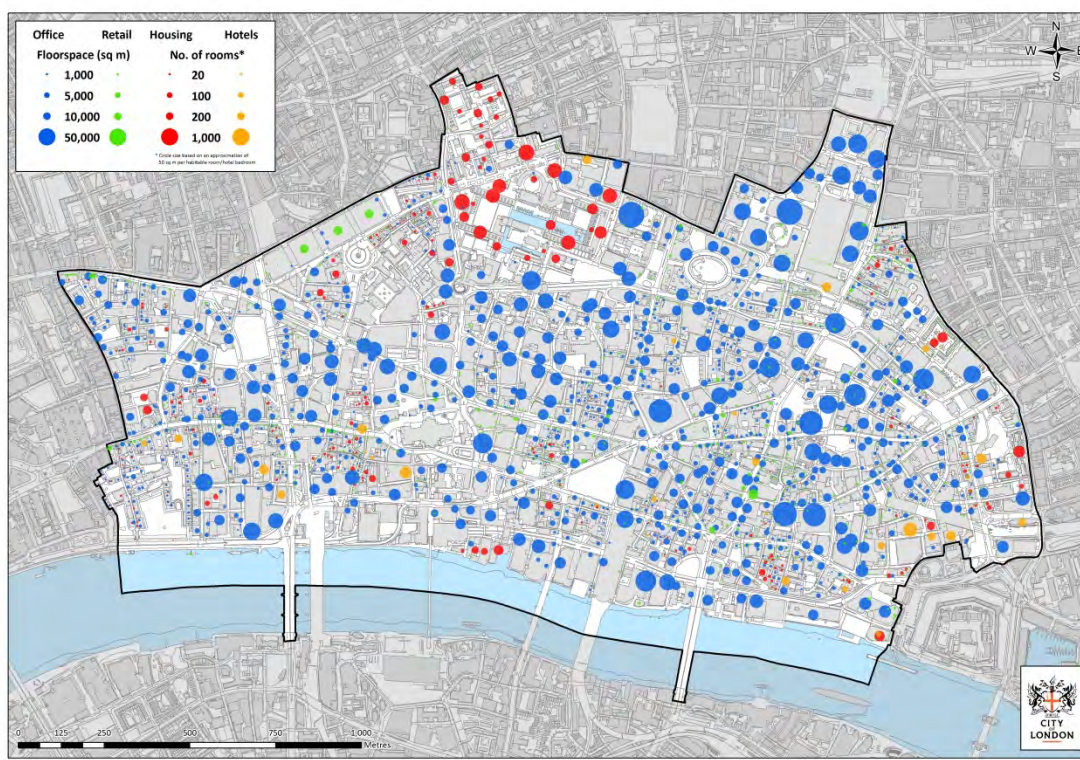 Office Retail Housing Hotels
Floorspace (sq m) No. of rooms*
1,000 20
5,000 100
10,000 200
50,000 1,000
* Circle size based on an approximation of
50 sq m per habitable room/hotel bedroom
N
W E
S
0 125 250 500 750 1,000
Metres
CITY
OF
LONDON